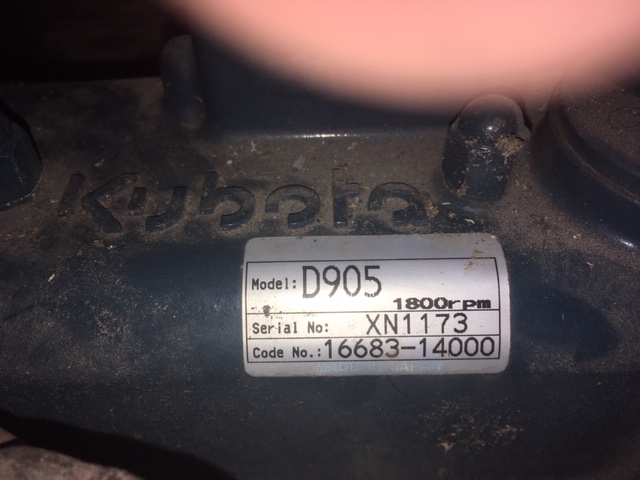 Kubota
Model: D905
1800rpm
Serial No: XN1173
Code No.: 16683-14000